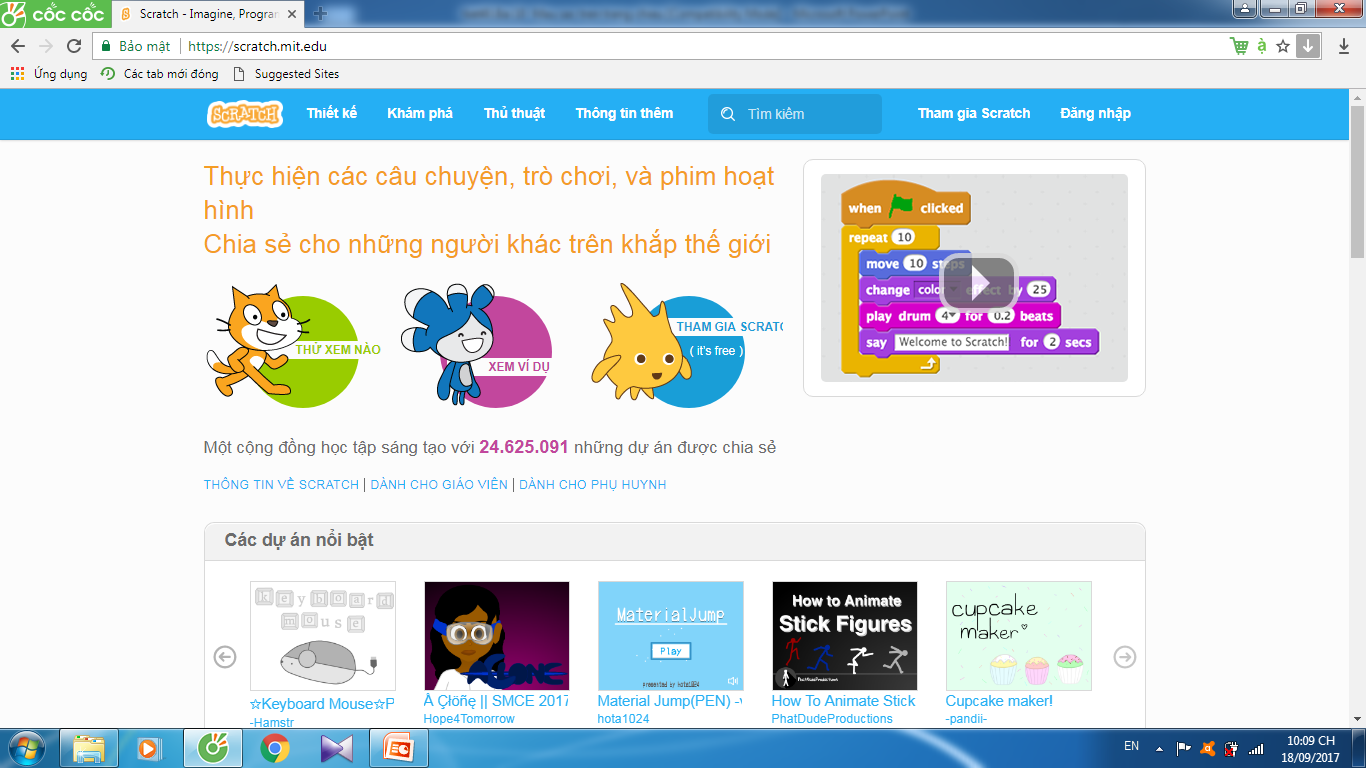 cốc cốc
Scratch - Imagine, Program
Bảo mật
https://scratch.mit.edu
Ứng dụng
Các tab mới đóng
Suggested Sites
SCRATCH
Thiết kế
Khám phá
Thủ thuật
Thông tin thêm
Tìm kiếm
Tham gia Scratch
Đăng nhập
Thực hiện các câu chuyện, trò chơi, và phim hoạt
hình
Chia sẻ cho những người khác trên khắp thế giới
THỬ XEM NÀO
XEM VÍ DỤ
THAM GIA SCRATC
( it's free )
when clicked
repeat 10
move 10 steps
change color effect by 25
play drum 4 for 0.2 beats
say Welcome to Scratch! for 2 secs
Một cộng đồng học tập sáng tạo với 24.625.091 những dự án được chia sẻ
THÔNG TIN VỀ SCRATCH | DÀNH CHO GIÁO VIÊN | DÀNH CHO PHỤ HUYNH
Các dự án nổi bật
keyboard
mouse
MaterialJump
Play
presented by hota1024
How to Animate
Stick Figures
PhatDudeProductions
cupcake
maker
☆Keyboard Mouse☆P
-Hamstr
À Çlöñę || SMCE 2017
Hope4Tomorrow
Material Jump(PEN) -
hota1024
How To Animate Stick
PhatDudeProductions
Cupcake maker!
-pandii-
EN
10:09 CH
18/09/2017